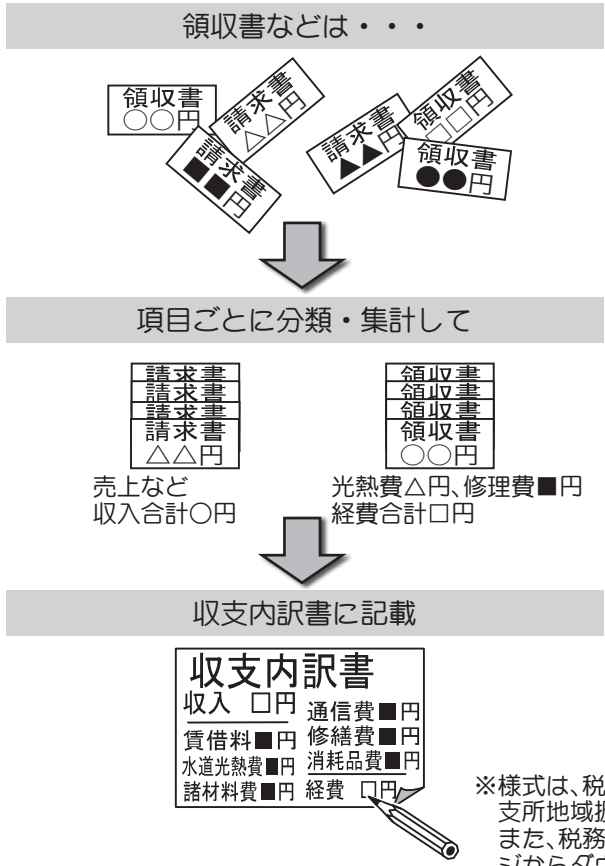 領収書などは・・・
領収書
○○円
請求書
△△円
請求書
■■円
請求書
▲▲円
領収書
□□円
領収書
●●円
項目ごとに分類・集計して
請求書
請求書
請求書
請求書
△△円
売上など
収入合計○円
領収書
領収書
領収書
領収書
○○円
光熱費△円、修理費■円
経費合計□円
収支内訳書に記載
収支内訳書
収入 □円
賃借料■円
水道光熱費■円
諸材料費■円
通信費■円
修繕費■円
消耗品費■円
経費 □円
※様式は、税
支所地域振
また、税務